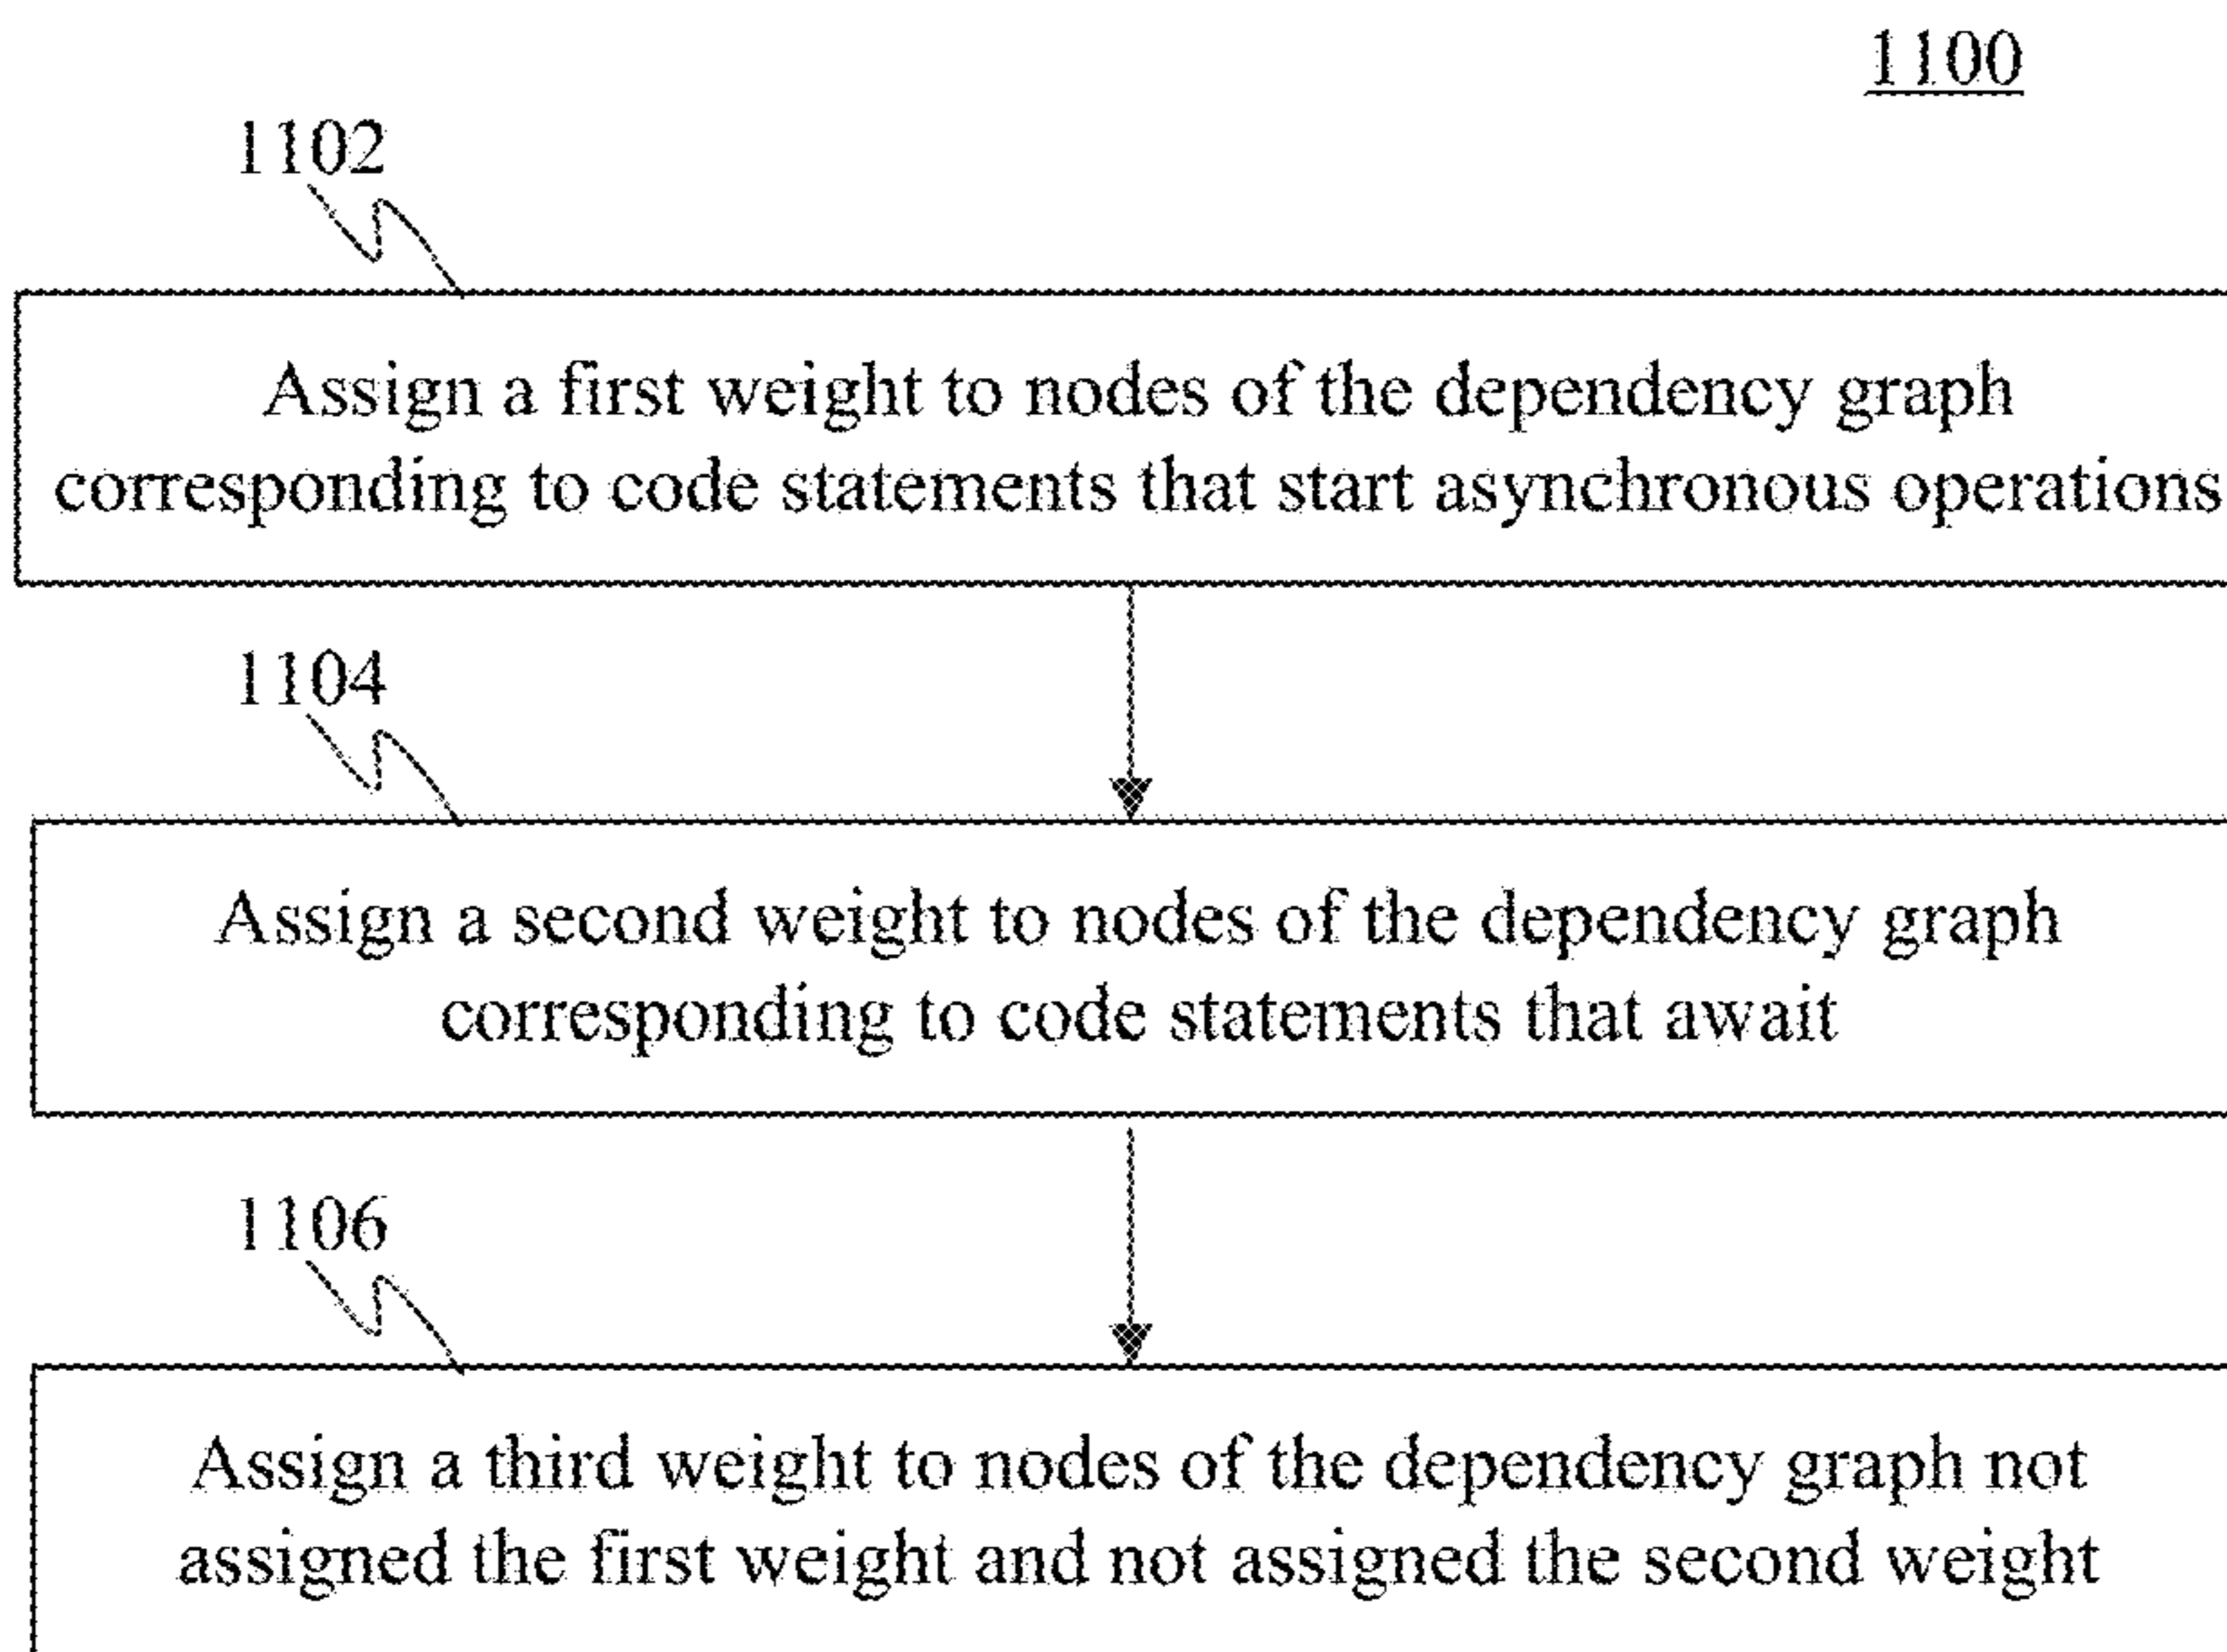 1100
1102
Assign a first weight to nodes of the dependency graph
corresponding to code statements that start asynchronous operations
1104
Assign a second weight to nodes of the dependency graph
corresponding to code statements that await
1106
Assign a third weight to nodes of the dependency graph not
assigned the first weight and not assigned the second weight